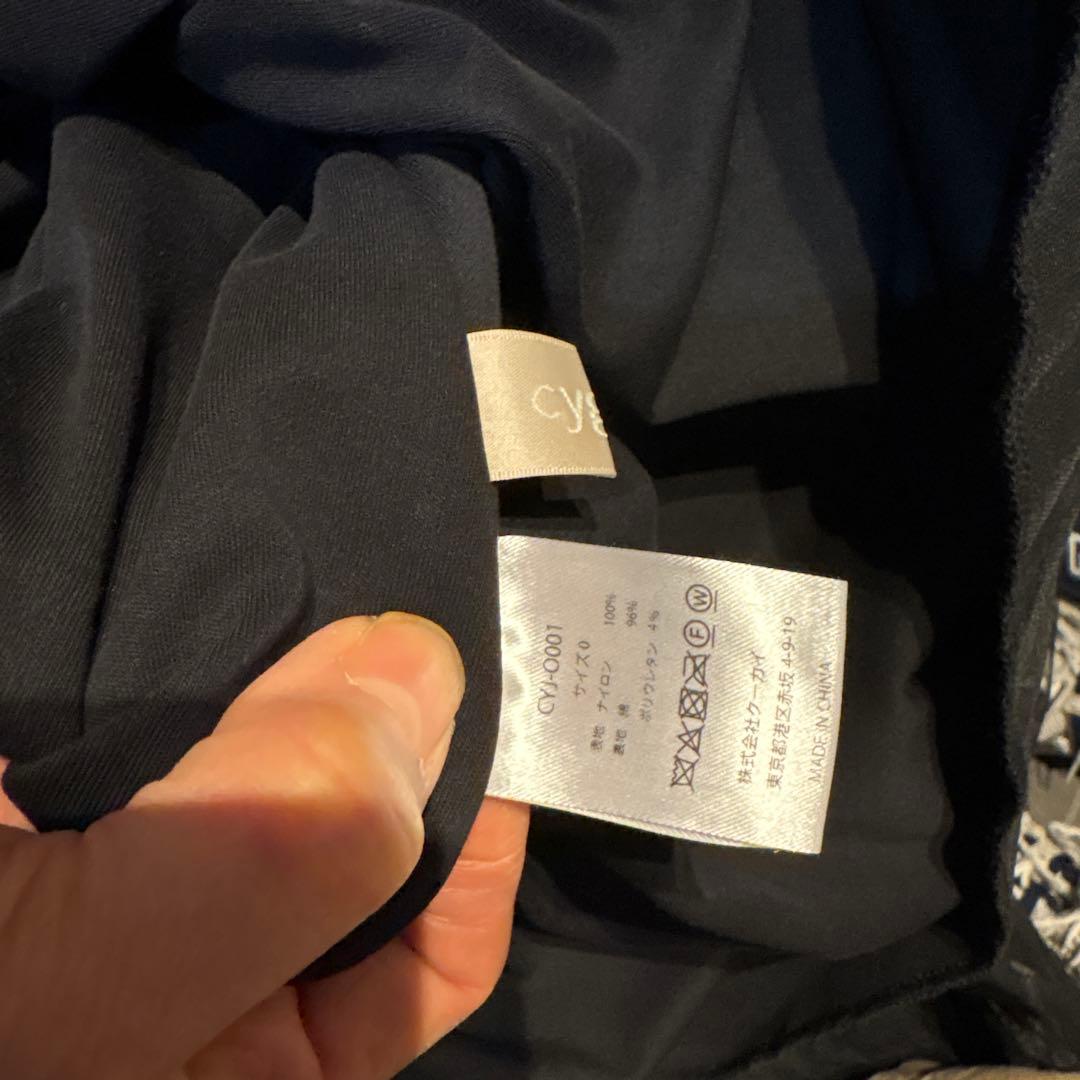 cyg
CYJ-O001
サイズ 0
表地 ナイロン 100%
裏地 綿 96%
ポリウレタン 4%
F W
株式会社クーカイ
東京都港区赤坂 4-9-19
MADE IN CHINA